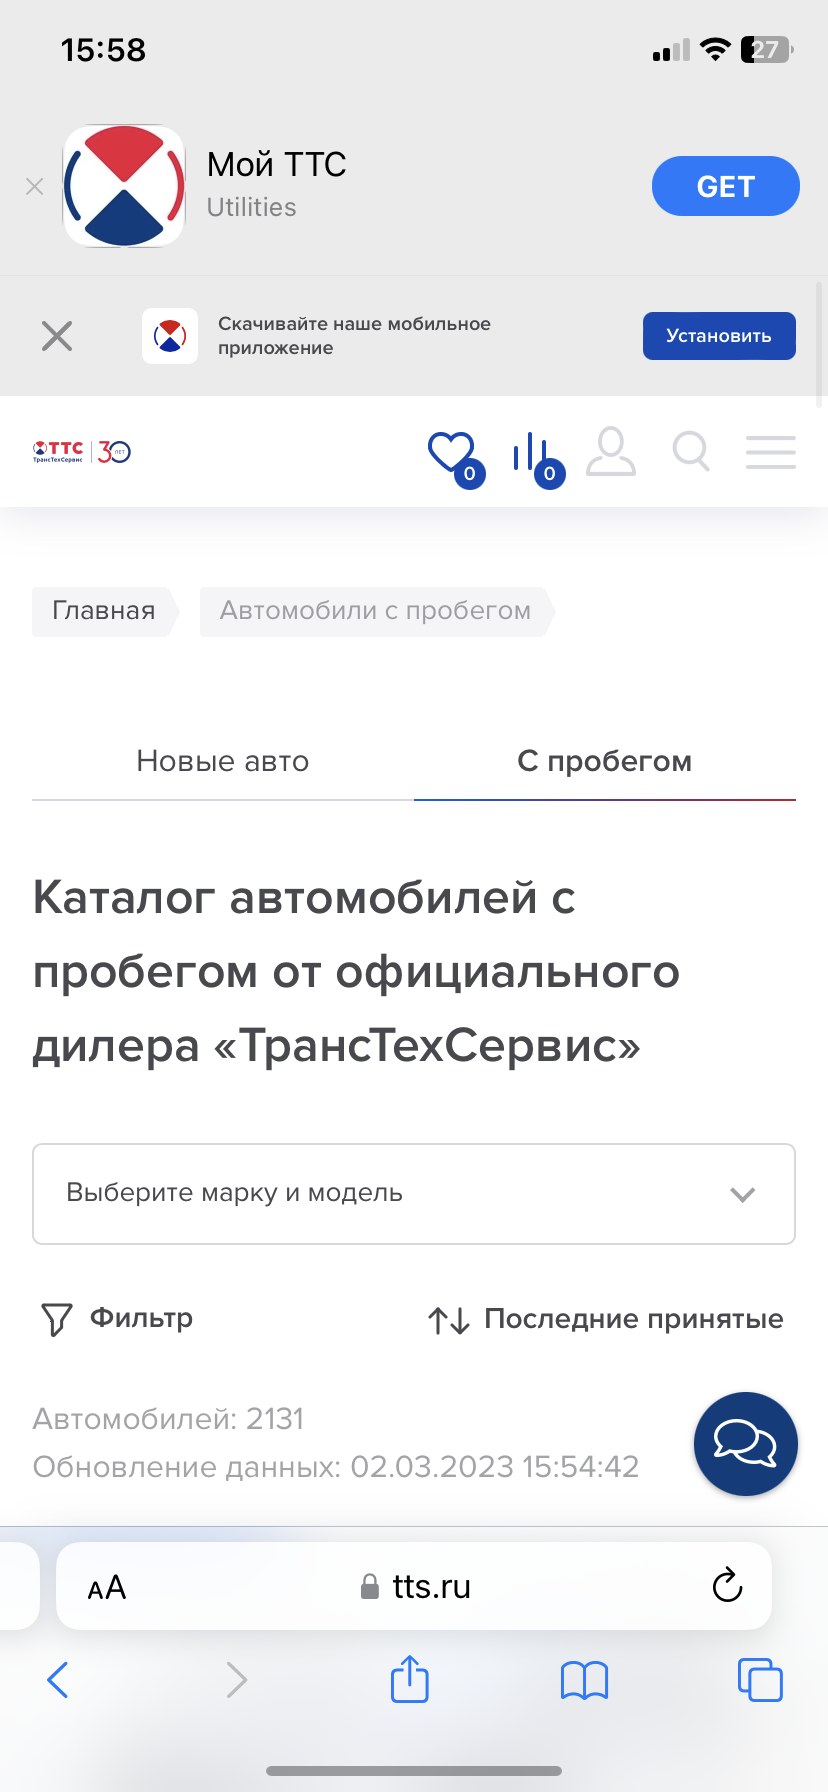 15:58
27
Мой ТТС
Utilities
GET
Скачивайте наше мобильное
приложение
Установить
ТТС
ТрансТехСервис
30 ЛЕТ
0
0
Главная
Автомобили с пробегом
Новые авто
С пробегом
Каталог автомобилей с
пробегом от официального
дилера «ТрансТехСервис»
Выберите марку и модель
Фильтр
Последние принятые
Автомобилей: 2131
Обновление данных: 02.03.2023 15:54:42
AA
tts.ru